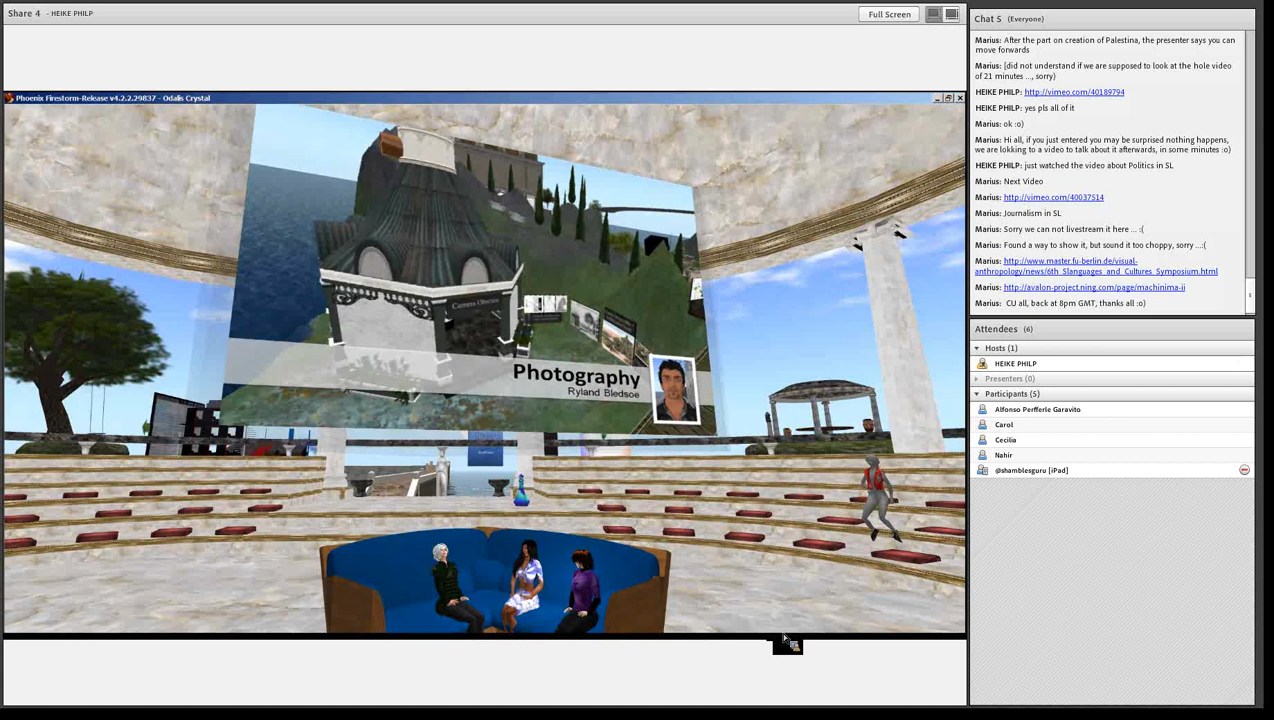 Share 4 - HEIKE PHILP
Full Screen
Phoenix Firestorm-Release v4.2.2.29837 - Odalis Crystal
Camera Obscura
Photography
Ryland Bledsoe
Chat 5 (Everyone)
Marius: After the part on creation of Palestina, the presenter says you can
move forwards
Marius: [did not understand if we are supposed to look at the hole video
of 21 minutes ..., sorry)
HEIKE PHILP: http://vimeo.com/40189794
HEIKE PHILP: yes pls all of it
Marius: ok :o)
Marius: Hi all, if you just entered you may be surprised nothing happens,
we are lokking to a video to talk about it afterwards, in some minutes :o)
HEIKE PHILP: just watched the video about Politics in SL
Marius: Next Video
Marius: http://vimeo.com/40037514
Marius: Journalism in SL
Marius: Sorry we can not livestream it here ... :(
Marius: Found a way to show it, but sound it too choppy, sorry ...:(
Marius: http://www.master.fu-berlin.de/visual-
anthropology/news/6th_Slanguages_and_Cultures_Symposium.html
Marius: http://avalon-project.ning.com/page/machinima-ii
Marius: CU all, back at 8pm GMT, thanks all :o)
Attendees (6)
Hosts (1)
HEIKE PHILP
Presenters (0)
Participants (5)
Alfonso Perfferle Garavito
Carol
Cecilia
Nahir
@shamblesguru [iPad]